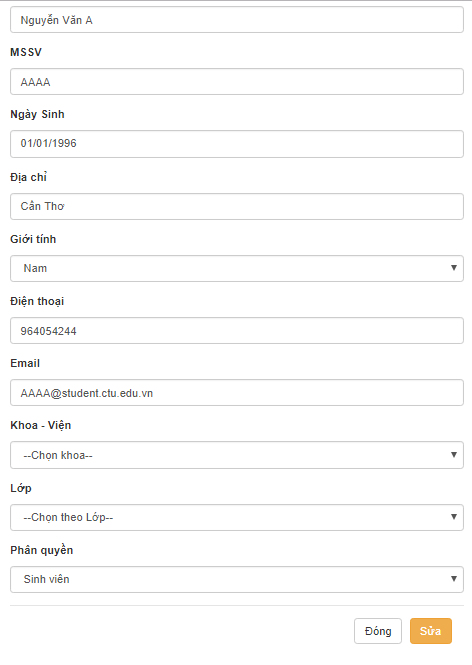 Nguyễn Văn A
MSSV
AAAA
Ngày Sinh
01/01/1996
Địa chỉ
Cần Thơ
Giới tính
Nam
Điện thoại
964054244
Email
AAAA@student.ctu.edu.vn
Khoa - Viện
--Chọn khoa--
Lớp
--Chọn theo Lớp--
Phân quyền
Sinh viên
Đóng Sửa